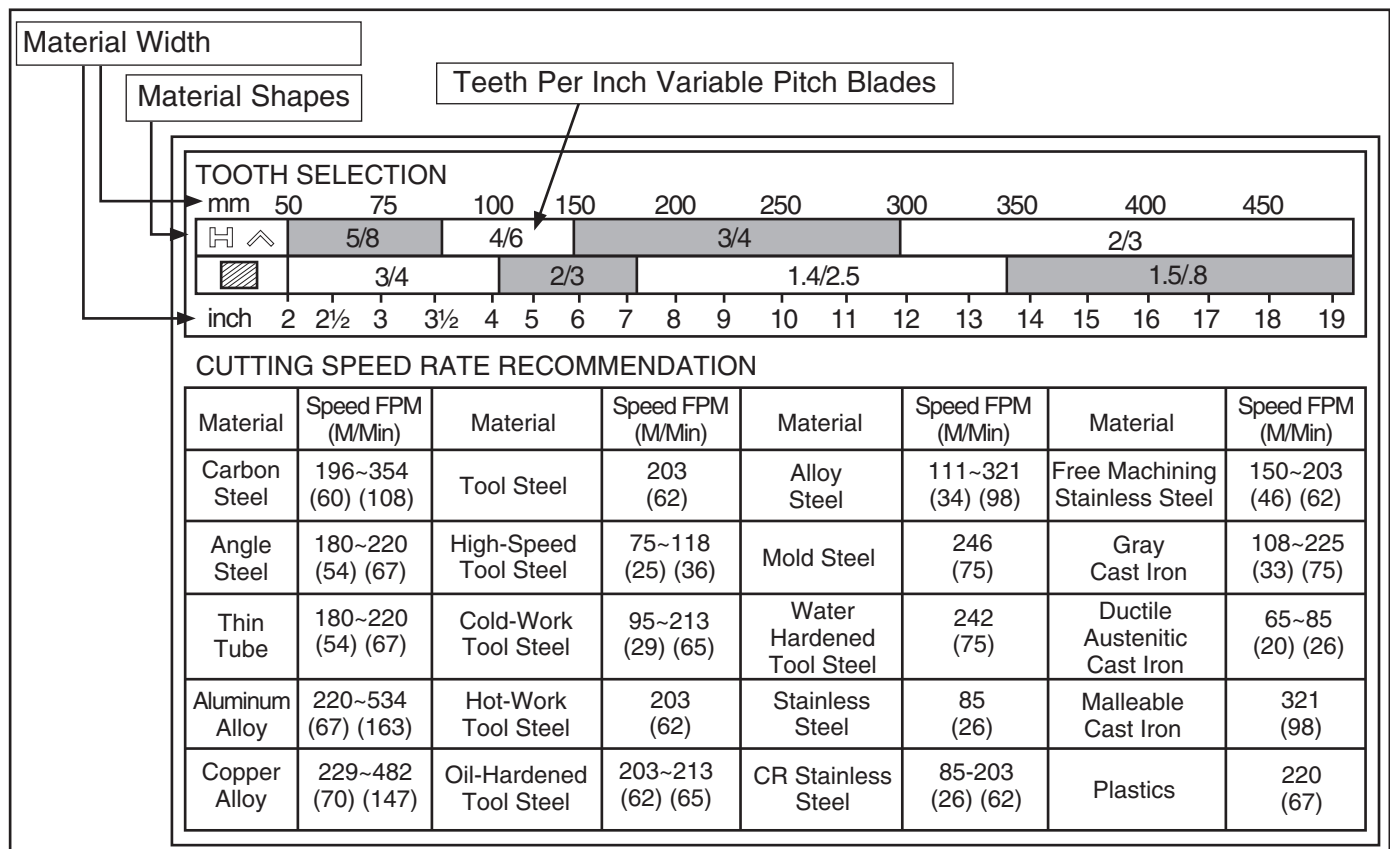 Material Width
Material Shapes
Teeth Per Inch Variable Pitch Blades
TOOTH SELECTION
mm 50 75 100 150 200 250 300 350 400 450
5/8 4/6 3/4 2/3
3/4 2/3 1.4/2.5 1.5/.8
inch 2 2½ 3 3½ 4 5 6 7 8 9 10 11 12 13 14 15 16 17 18 19
CUTTING SPEED RATE RECOMMENDATION
Material Speed FPM (M/Min) Material Speed FPM (M/Min) Material Speed FPM (M/Min) Material Speed FPM (M/Min)
Carbon Steel 196~354 (60) (108) Tool Steel 203 (62) Alloy Steel 111~321 (34) (98) Free Machining Stainless Steel 150~203 (46) (62)
Angle Steel 180~220 (54) (67) High-Speed Tool Steel 75~118 (25) (36) Mold Steel 246 (75) Gray Cast Iron 108~225 (33) (75)
Thin Tube 180~220 (54) (67) Cold-Work Tool Steel 95~213 (29) (65) Water Hardened Tool Steel 242 (75) Ductile Austenitic Cast Iron 65~85 (20) (26)
Aluminum Alloy 220~534 (67) (163) Hot-Work Tool Steel 203 (62) Stainless Steel 85 (26) Malleable Cast Iron 321 (98)
Copper Alloy 229~482 (70) (147) Oil-Hardened Tool Steel 203~213 (62) (65) CR Stainless Steel 85-203 (26) (62) Plastics 220 (67)